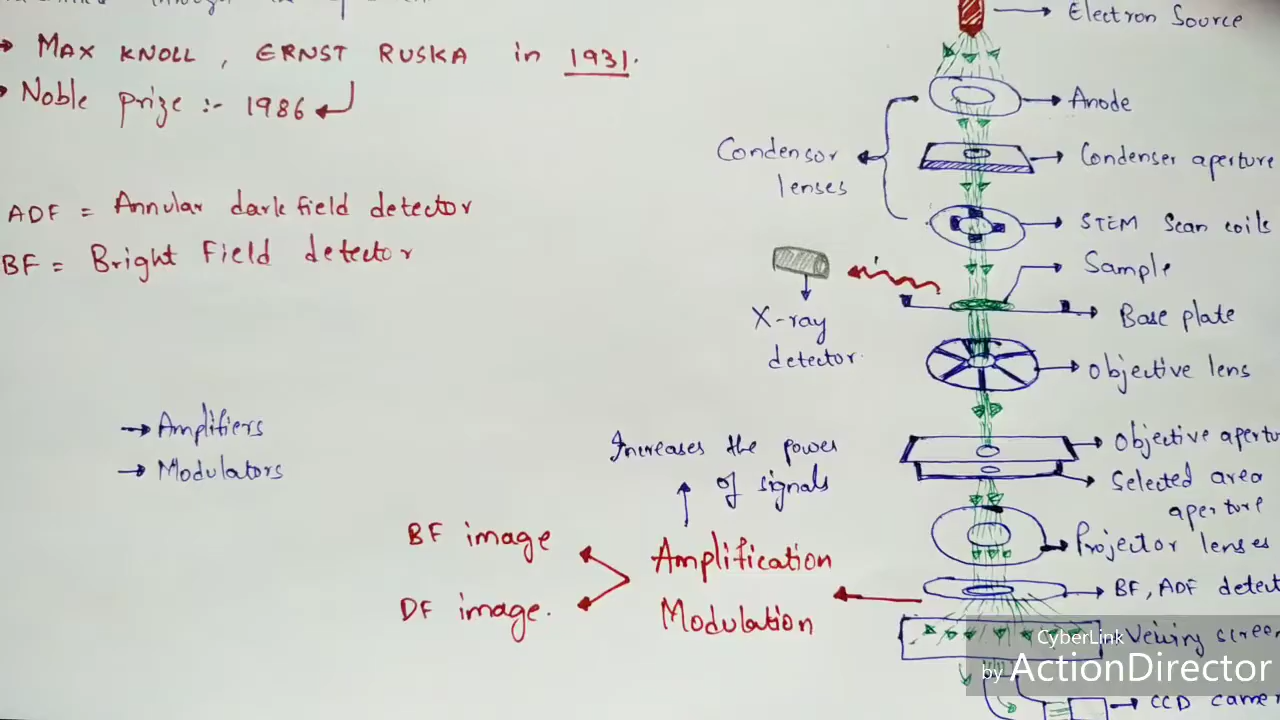 → MAX KNOLL, ERNST RUSKA in 1931.
Noble prize :- 1986
ADF = Annular dark field detector
BF = Bright Field detector
→ Amplifiers
→ Modulators
BF image
DF image.
Increases the power
of signals
Amplification
Modulation
Condensor
lenses
X-ray
detector
Electron Source
Anode
Condenser aperture
STEM Scan coils
Sample
Base plate
Objective lens
Objective apertu
Selected area
aperture
Projector lenses
BF, ADF detect
Veiwing screen
CCD camer
CyberLink
by ActionDirector